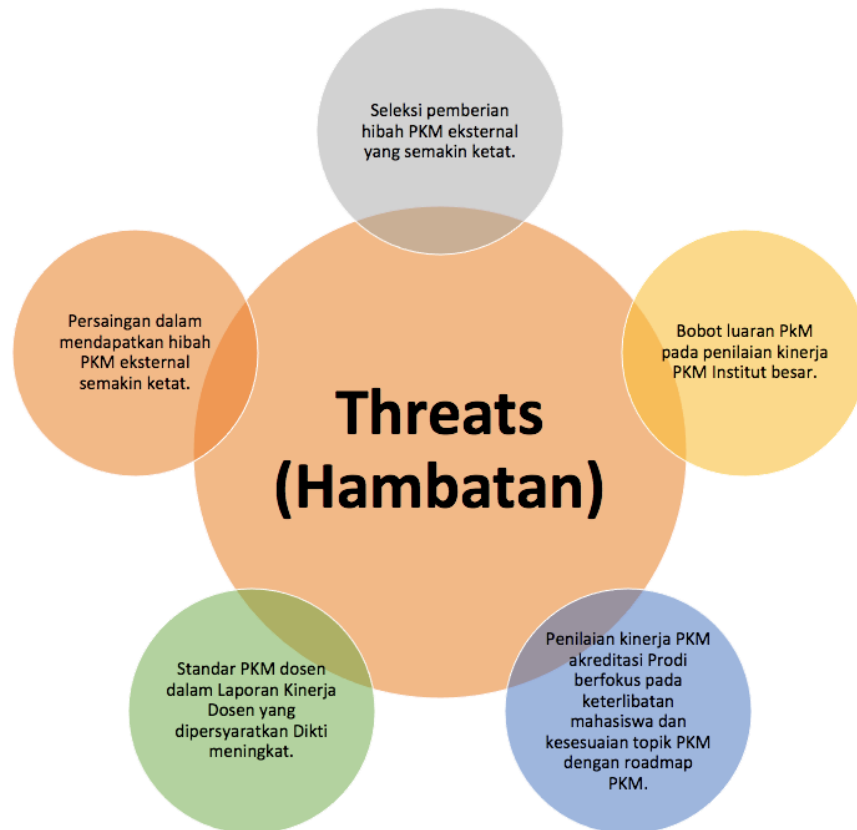 Seleksi pemberian
hibah PKM eksternal
yang semakin ketat.
Persaingan dalam
mendapatkan hibah
PKM eksternal
semakin ketat.
Bobot luaran PkM
pada penilaian kinerja
PKM Institut besar.
Threats
(Hambatan)
Standar PKM dosen
dalam Laporan Kinerja
Dosen yang
dipersyaratkan Dikti
meningkat.
Penilaian kinerja PKM
akreditasi Prodi
berfokus pada
keterlibatan
mahasiswa dan
kesesuaian topik PKM
dengan roadmap
PKM.